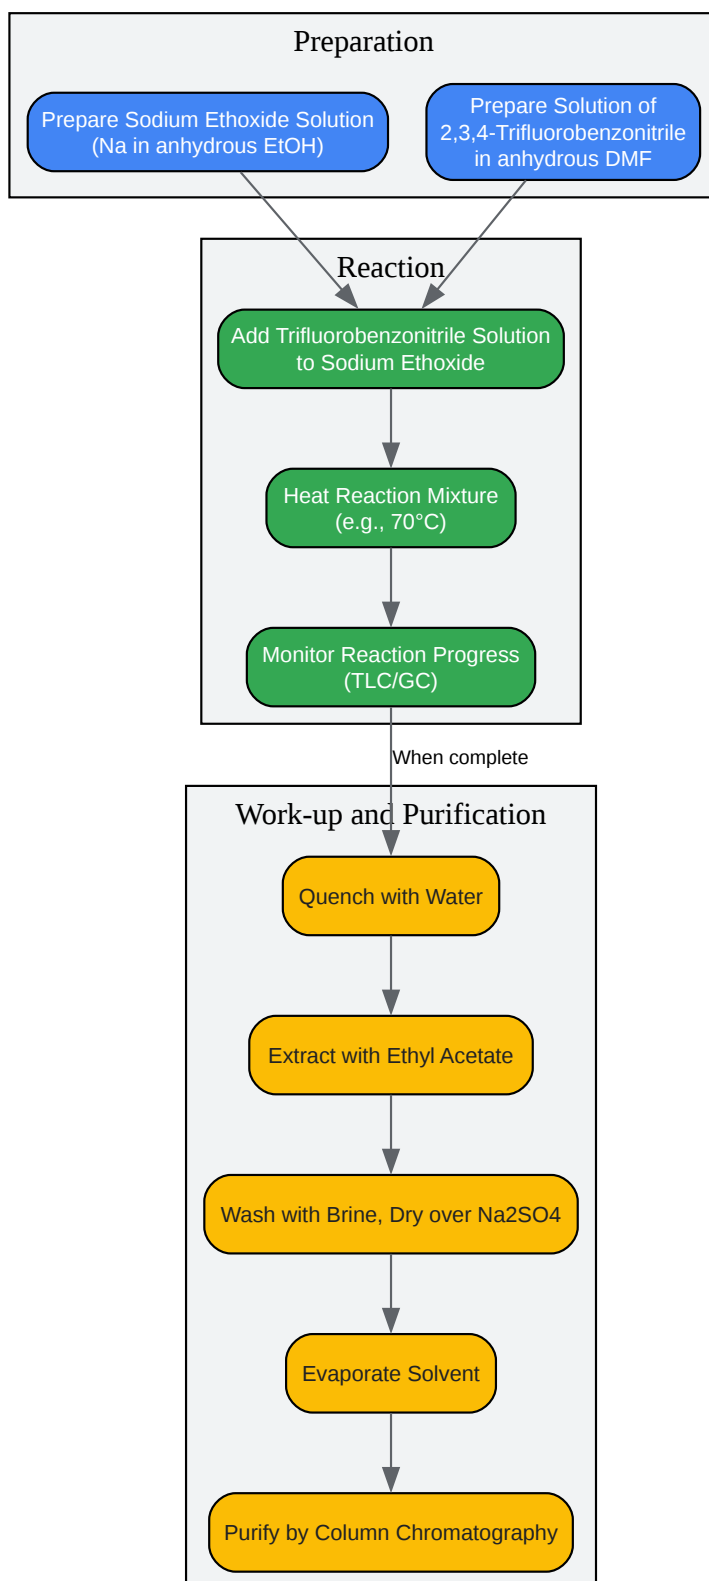 Preparation
Prepare Sodium Ethoxide Solution
(Na in anhydrous EtOH)
Prepare Solution of
2,3,4-Trifluorobenzonitrile
in anhydrous DMF
Reaction
Add Trifluorobenzonitrile Solution
to Sodium Ethoxide
Heat Reaction Mixture
(e.g., 70°C)
Monitor Reaction Progress
(TLC/GC)
When complete
Work-up and Purification
Quench with Water
Extract with Ethyl Acetate
Wash with Brine, Dry over Na2SO4
Evaporate Solvent
Purify by Column Chromatography